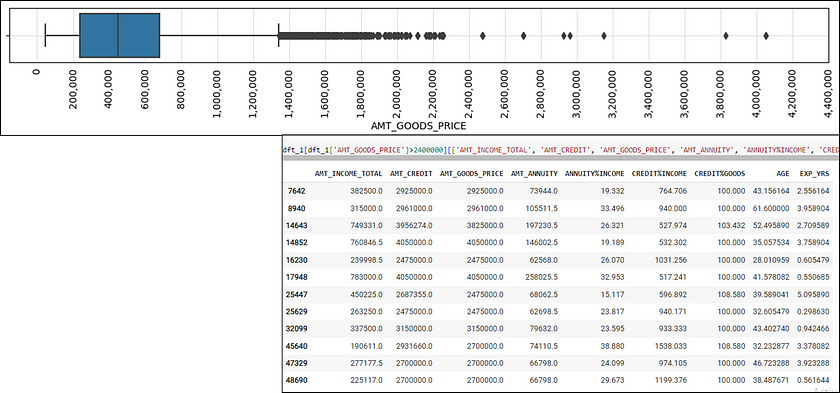 0 200,000 400,000 600,000 800,000 1,000,000 1,200,000 1,400,000 1,600,000 1,800,000 2,000,000 2,200,000 2,400,000 2,600,000 2,800,000 3,000,000 3,200,000 3,400,000 3,600,000 3,800,000 4,000,000 4,200,000 4,400,000
AMT_GOODS_PRICE
dft_1[dft_1['AMT_GOODS_PRICE']>2400000][['AMT_INCOME_TOTAL', 'AMT_CREDIT', 'AMT_GOODS_PRICE', 'AMT_ANNUITY', 'ANNUITY%INCOME', 'CRED
AMT_INCOME_TOTAL AMT_CREDIT AMT_GOODS_PRICE AMT_ANNUITY ANNUITY%INCOME CREDIT%INCOME CREDIT%GOODS AGE EXP_YRS
7642 382500.0 2925000.0 2925000.0 73944.0 19.332 764.706 100.000 43.156164 2.556164
8940 315000.0 2961000.0 2961000.0 105511.5 33.496 940.000 100.000 61.600000 3.958904
14643 749331.0 3956274.0 3825000.0 197230.5 26.321 527.974 103.432 52.495890 2.709589
14852 760846.5 4050000.0 4050000.0 146002.5 19.189 532.302 100.000 35.057534 3.758904
16230 239998.5 2475000.0 2475000.0 62568.0 26.070 1031.256 100.000 28.010959 0.605479
17948 783000.0 4050000.0 4050000.0 258025.5 32.953 517.241 100.000 41.578082 0.550685
25447 450225.0 2687355.0 2475000.0 68062.5 15.117 596.892 108.580 39.589041 5.095890
25629 263250.0 2475000.0 2475000.0 62698.5 23.817 940.171 100.000 32.605479 0.298630
32099 337500.0 3150000.0 3150000.0 79632.0 23.595 933.333 100.000 43.402740 0.942466
45640 190611.0 2931660.0 2700000.0 74110.5 38.880 1538.033 108.580 32.232877 3.378082
47329 277177.5 2700000.0 2700000.0 66798.0 24.099 974.105 100.000 46.723288 3.923288
48690 225117.0 2700000.0 2700000.0 66798.0 29.673 1199.376 100.000 38.487671 0.561644